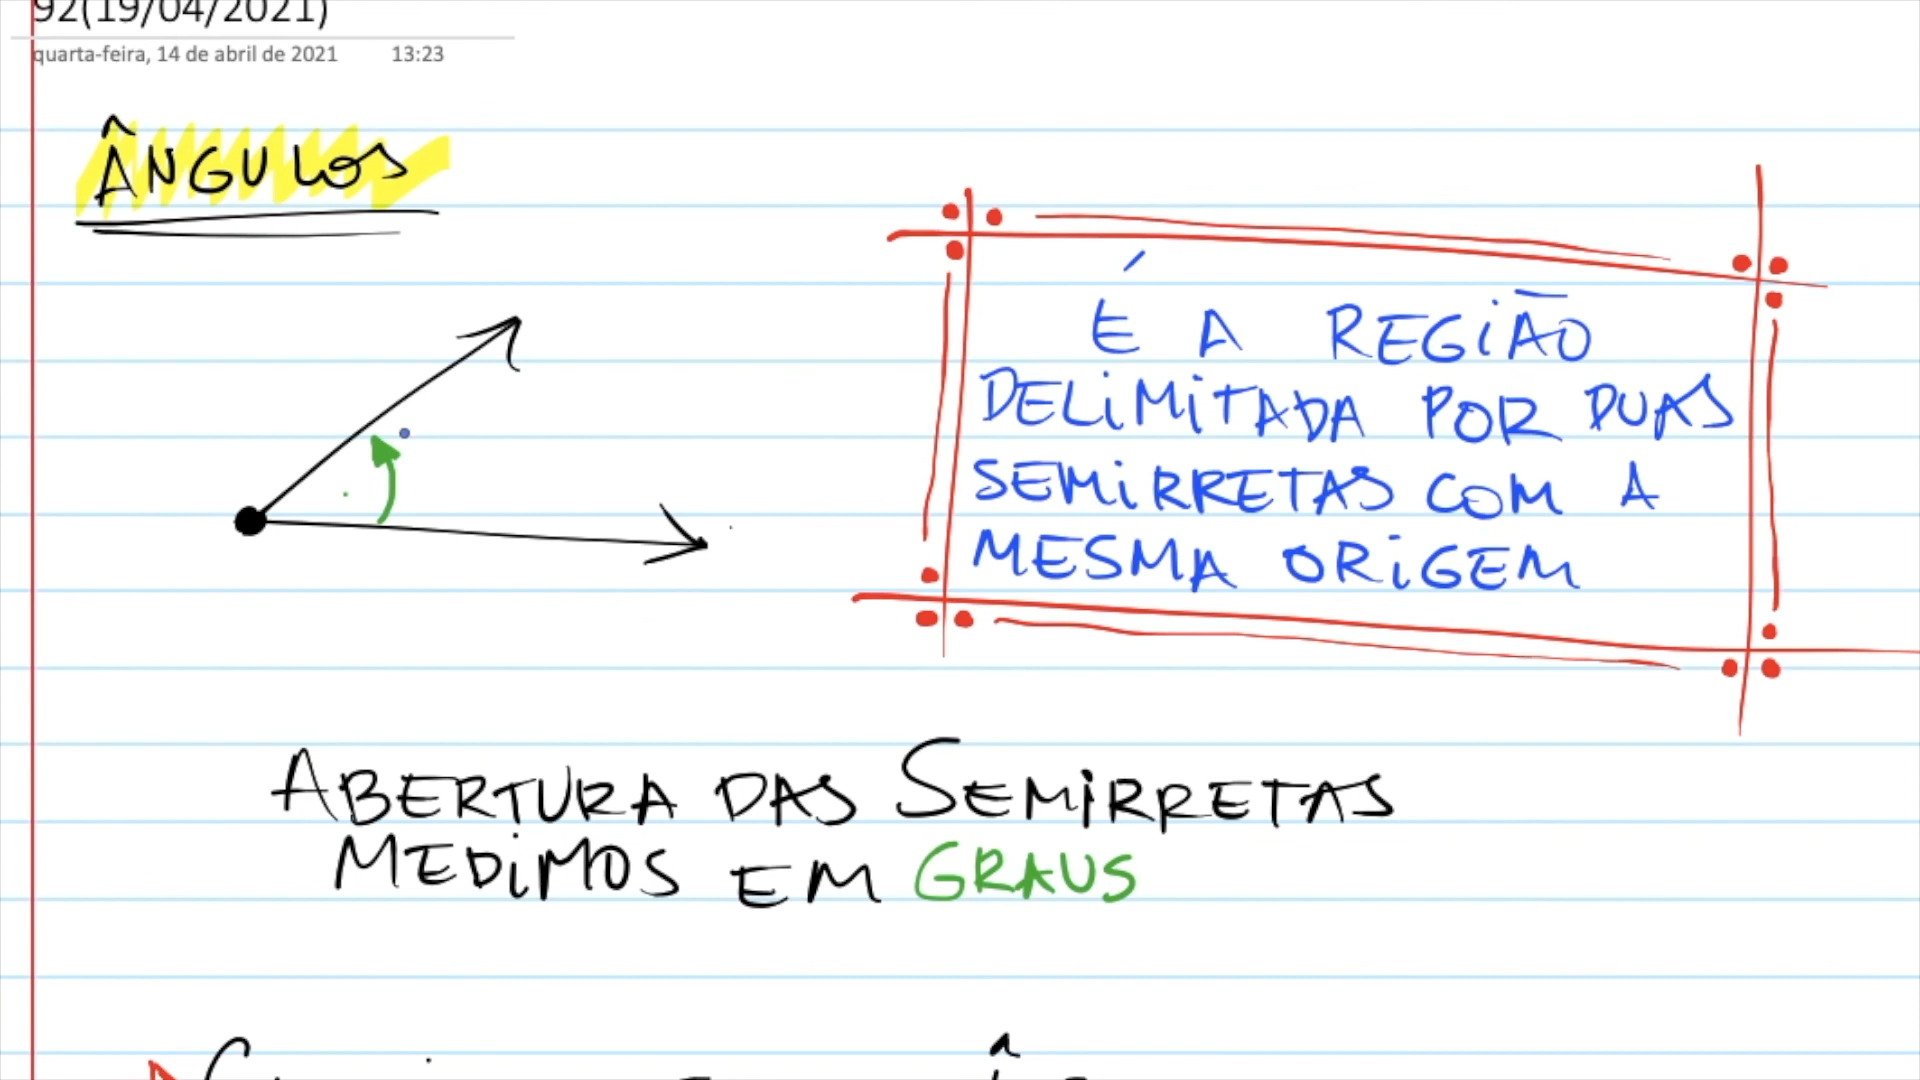 92(19/04/2021)
quarta-feira, 14 de abril de 2021 13:23
ÂNGULOS
É A REGIÃO
DELIMITADA POR DUAS
SEMIRRETAS COM A
MESMA ORIGEM
ABERTURA DAS SEMIRRETAS
MEDIMOS EM GRAUS